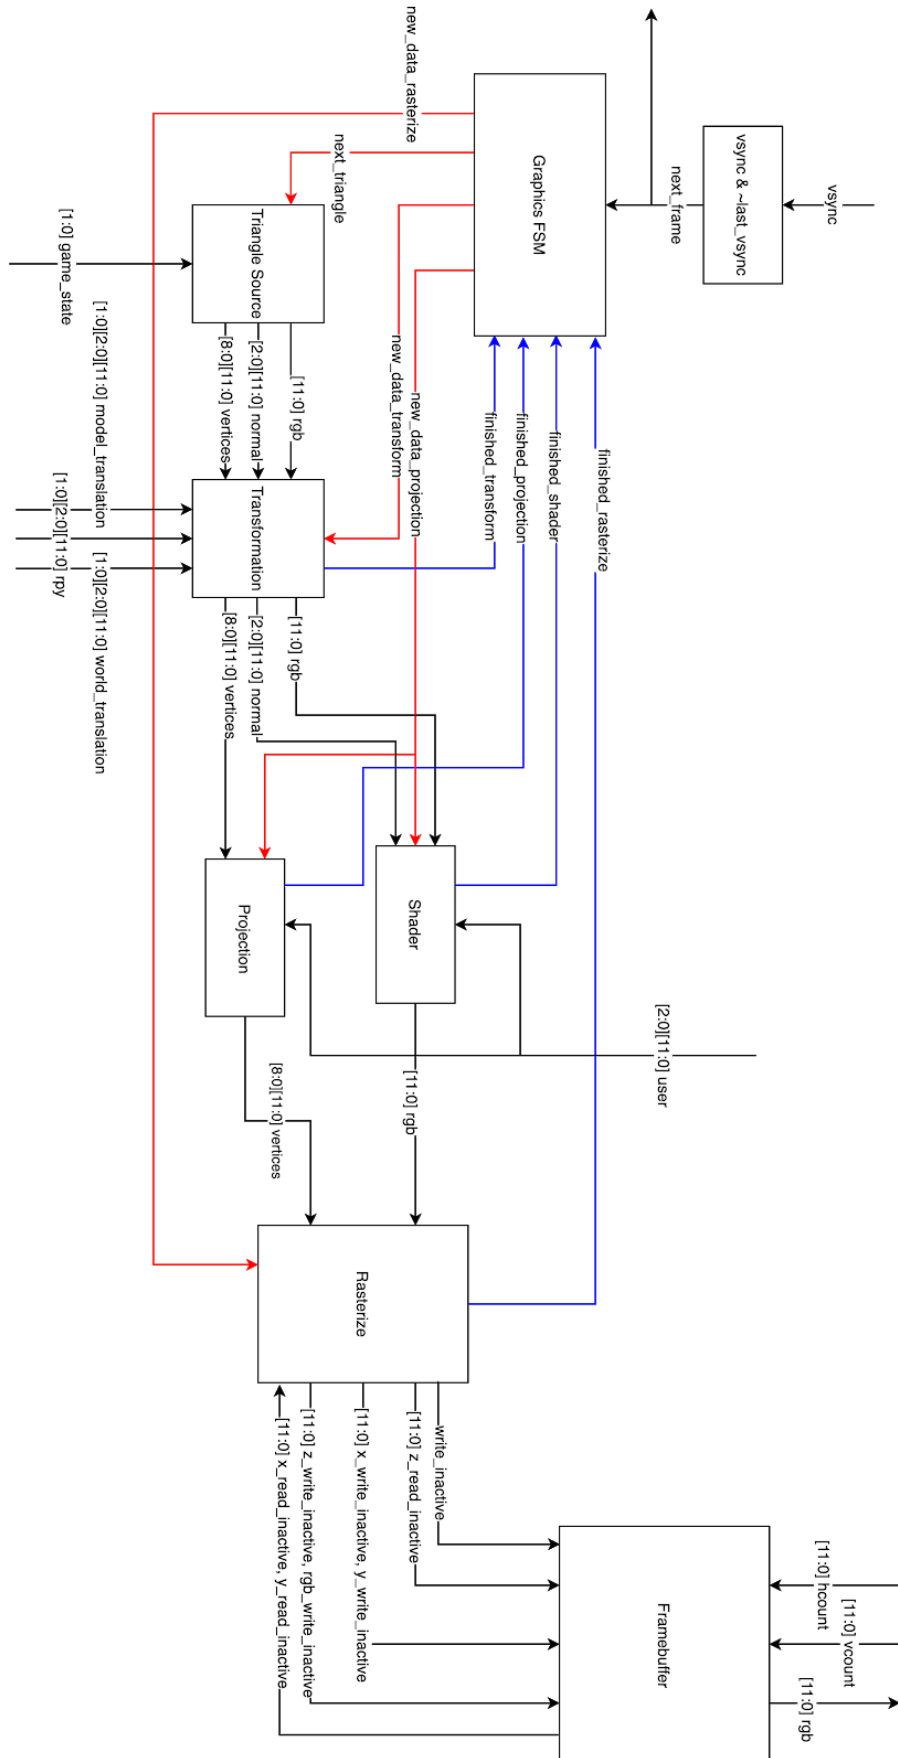 vsync
vsync & ~last_vsync
next_frame
Graphics FSM
new_data_rasterize
next_triangle
new_data_transform
new_data_projection
finished_transform
finished_projection
finished_shader
finished_rasterize
Triangle Source
[1:0] game_state
[11:0] rgb
[2:0][11:0] normal
[8:0][11:0] vertices
Transformation
[1:0][2:0][11:0] model_translation
[1:0][2:0][11:0] rpy
[1:0][2:0][11:0] world_translation
[11:0] rgb
[2:0][11:0] normal
[8:0][11:0] vertices
Shader
Projection
[2:0][11:0] user
[11:0] rgb
[8:0][11:0] vertices
Rasterize
write_inactive
[11:0] z_read_inactive
[11:0] x_write_inactive, y_write_inactive
[11:0] z_write_inactive, rgb_write_inactive
[11:0] x_read_inactive, y_read_inactive
Framebuffer
[11:0] hcount
[11:0] vcount
[11:0] rgb